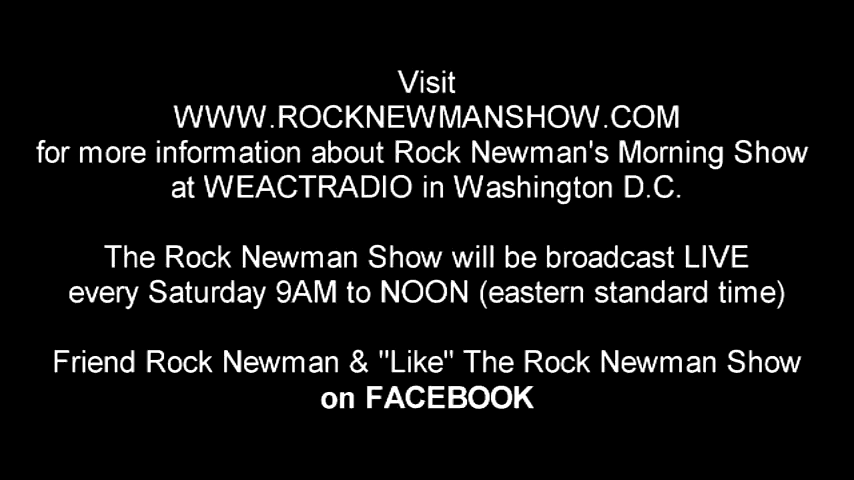 Visit
WWW.ROCKNEWMANSHOW.COM
for more information about Rock Newman's Morning Show
at WEACTRADIO in Washington D.C.
The Rock Newman Show will be broadcast LIVE
every Saturday 9AM to NOON (eastern standard time)
Friend Rock Newman & "Like" The Rock Newman Show
on FACEBOOK